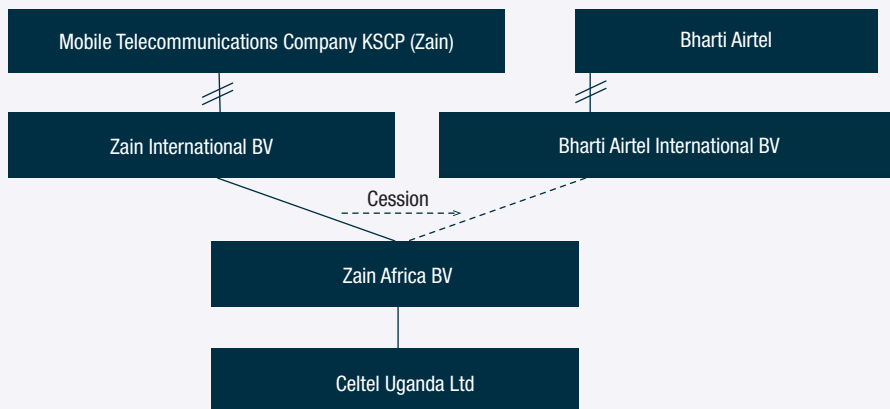 Mobile Telecommunications Company KSCP (Zain)
Bharti Airtel
Zain International BV
Bharti Airtel International BV
Cession
Zain Africa BV
Celtel Uganda Ltd